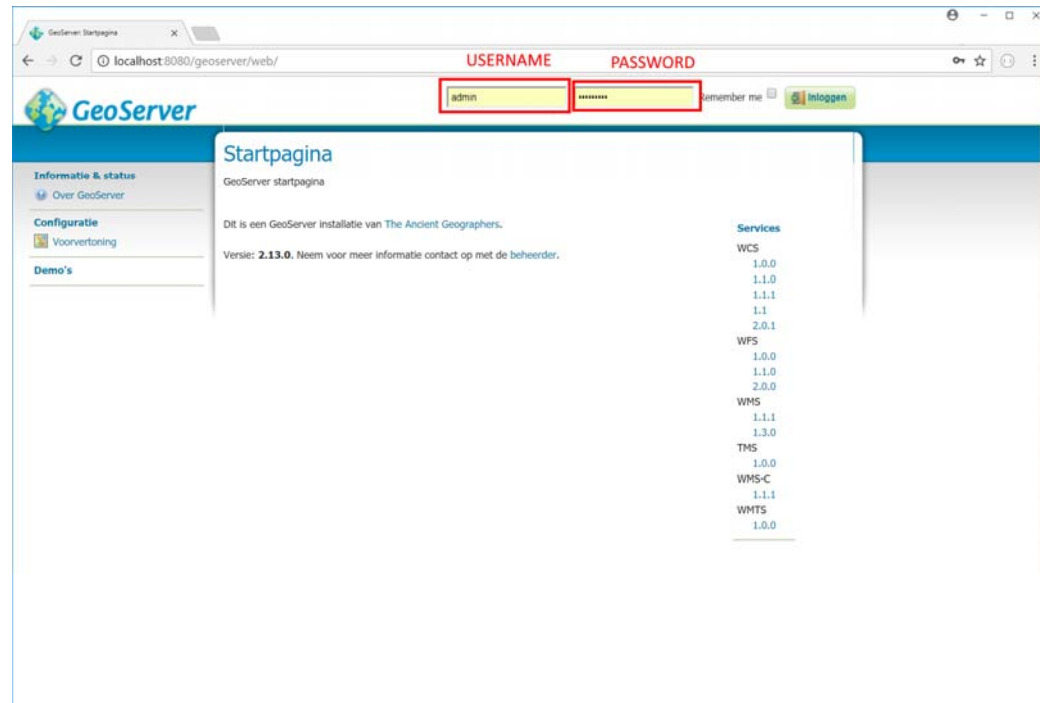 GeoServer: Startpagina
localhost:8080/geoserver/web/
USERNAME PASSWORD
GeoServer
admin
Remember me
Inloggen
Informatie & status
Over GeoServer
Configuratie
Voorvertoning
Demo's
Startpagina
GeoServer startpagina
Dit is een GeoServer installatie van The Ancient Geographers.
Versie: 2.13.0. Neem voor meer informatie contact op met de beheerder.
Services
WCS
1.0.0
1.1.0
1.1.1
1.1
2.0.1
WFS
1.0.0
1.1.0
2.0.0
WMS
1.1.1
1.3.0
TMS
1.0.0
WMS-C
1.1.1
WMTS
1.0.0